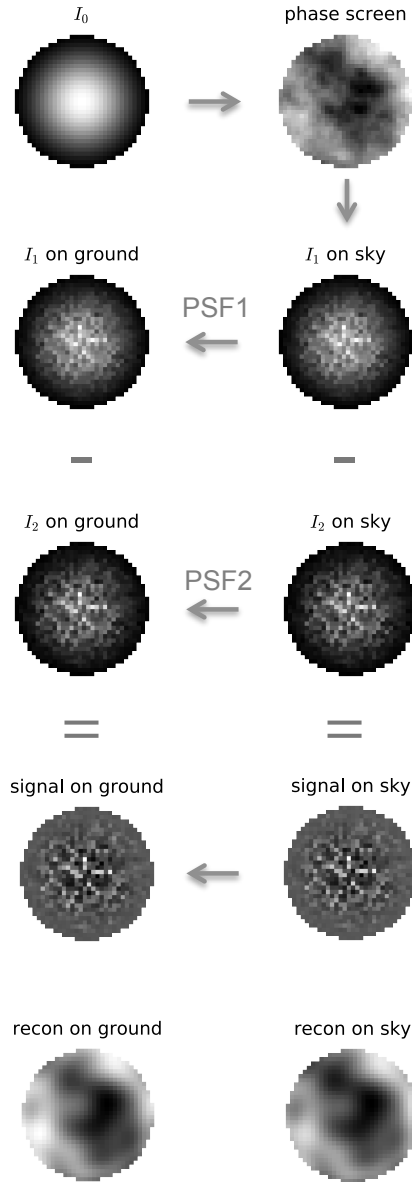 I₀
phase screen
I₁ on ground
I₁ on sky
PSF1
I₂ on ground
I₂ on sky
PSF2
signal on ground
signal on sky
recon on ground
recon on sky